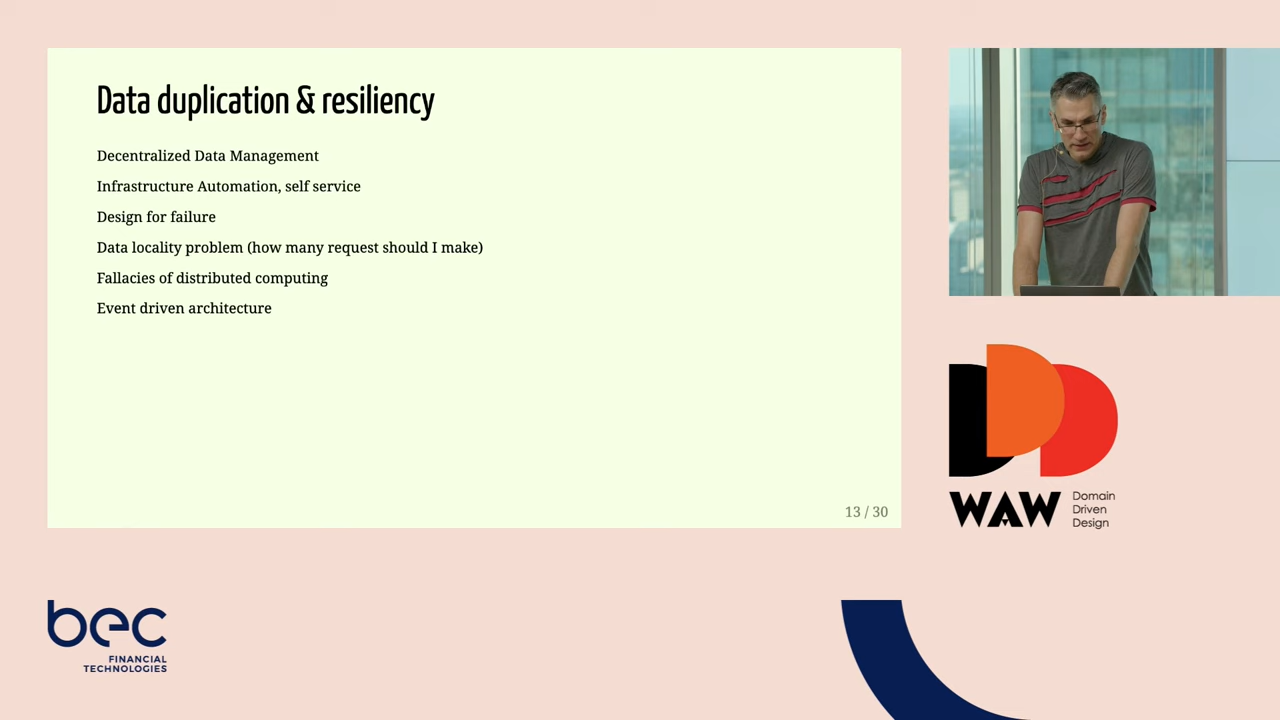 Data duplication & resiliency
Decentralized Data Management
Infrastructure Automation, self service
Design for failure
Data locality problem (how many request should I make)
Fallacies of distributed computing
Event driven architecture
13 / 30
WAW
Domain
Driven
Design
bec
FINANCIAL
TECHNOLOGIES